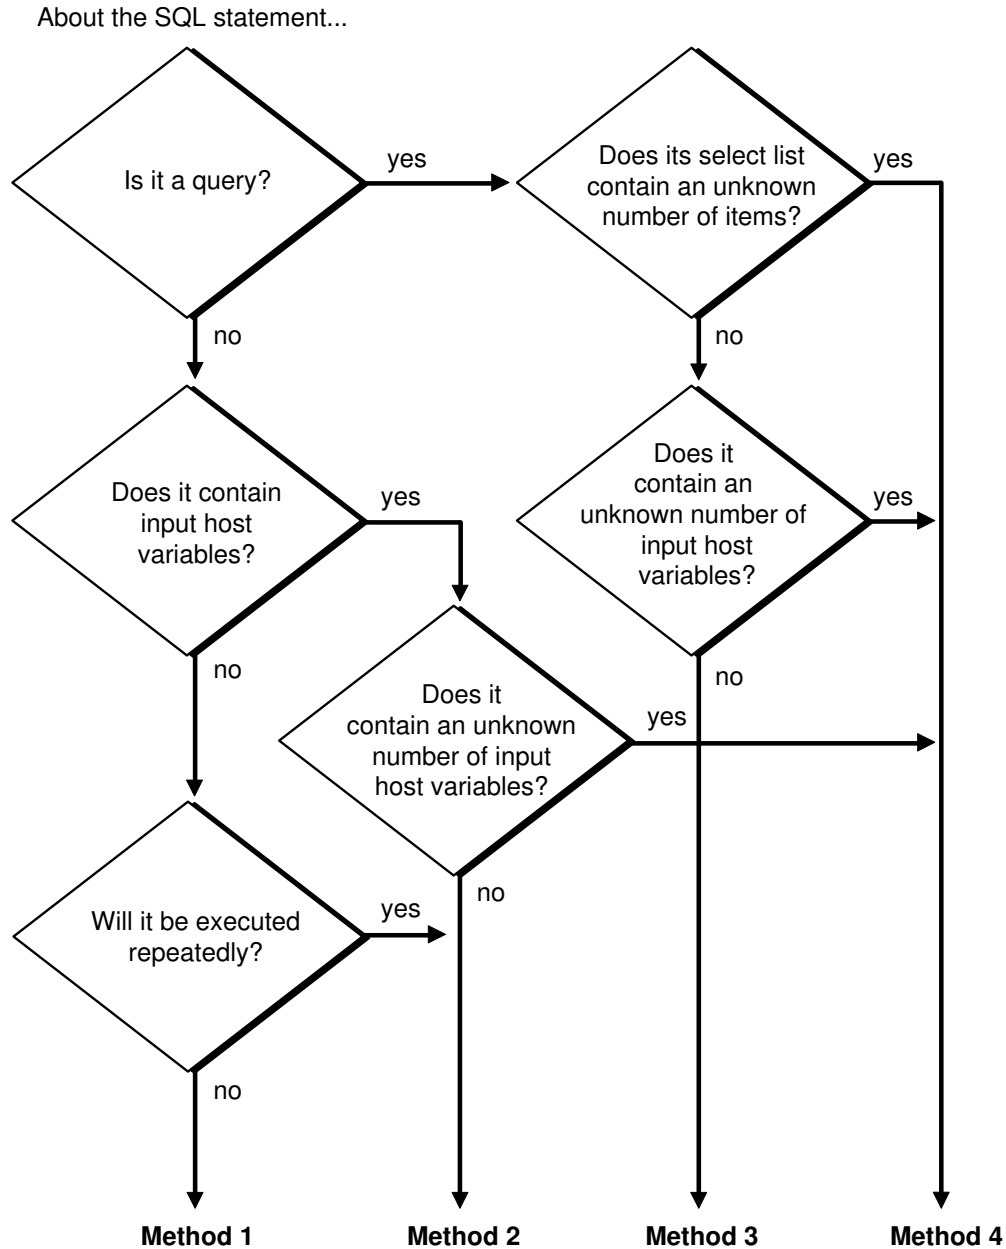 About the SQL statement...
Is it a query?
yes
no
Does its select list
contain an unknown
number of items?
yes
no
Does it contain
input host
variables?
yes
no
Does it
contain an
unknown number of
input host
variables?
yes
no
Does it
contain an unknown
number of input
host variables?
yes
no
Will it be executed
repeatedly?
yes
no
Method 1
Method 2
Method 3
Method 4